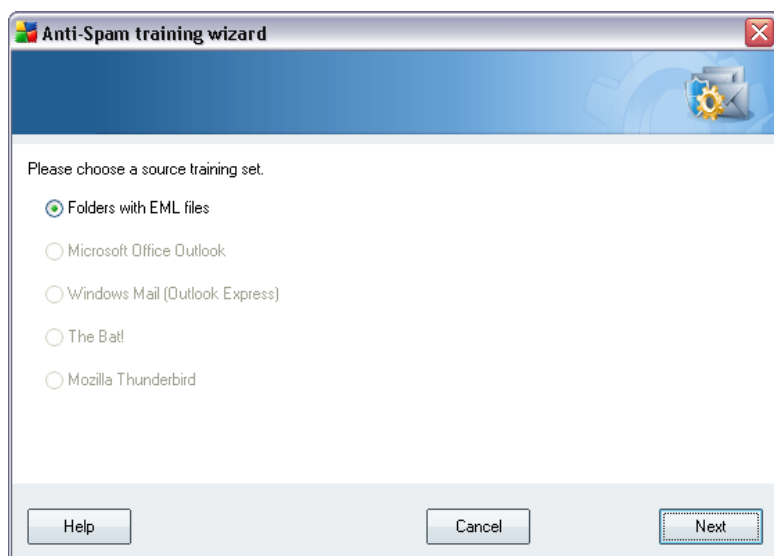 Anti-Spam training wizard
Please choose a source training set.
Folders with EML files
Microsoft Office Outlook
Windows Mail (Outlook Express)
The Bat!
Mozilla Thunderbird
Help
Cancel
Next